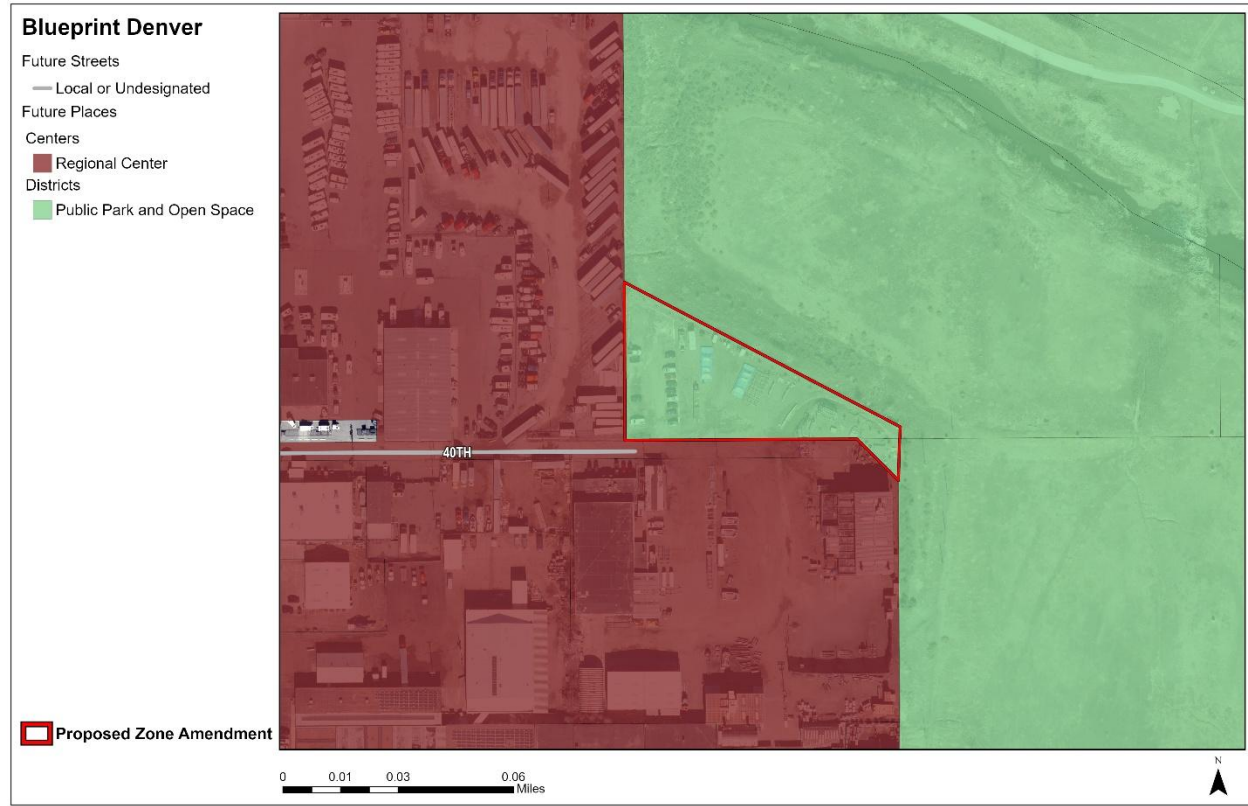 Blueprint Denver
Future Streets
Local or Undesignated
Future Places
Centers
Regional Center
Districts
Public Park and Open Space
40TH
Proposed Zone Amendment
0 0.01 0.03 0.06
Miles
N